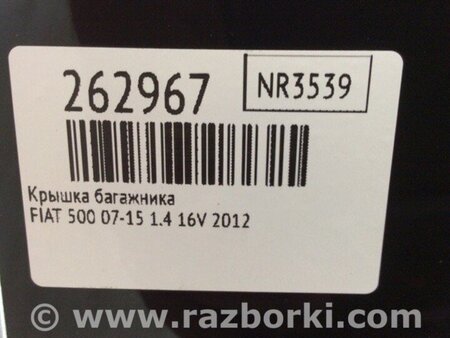 262967
NR3539
Крышка багажника
FIAT 500 07-15 1.4 16V 2012
© www.razborki.com